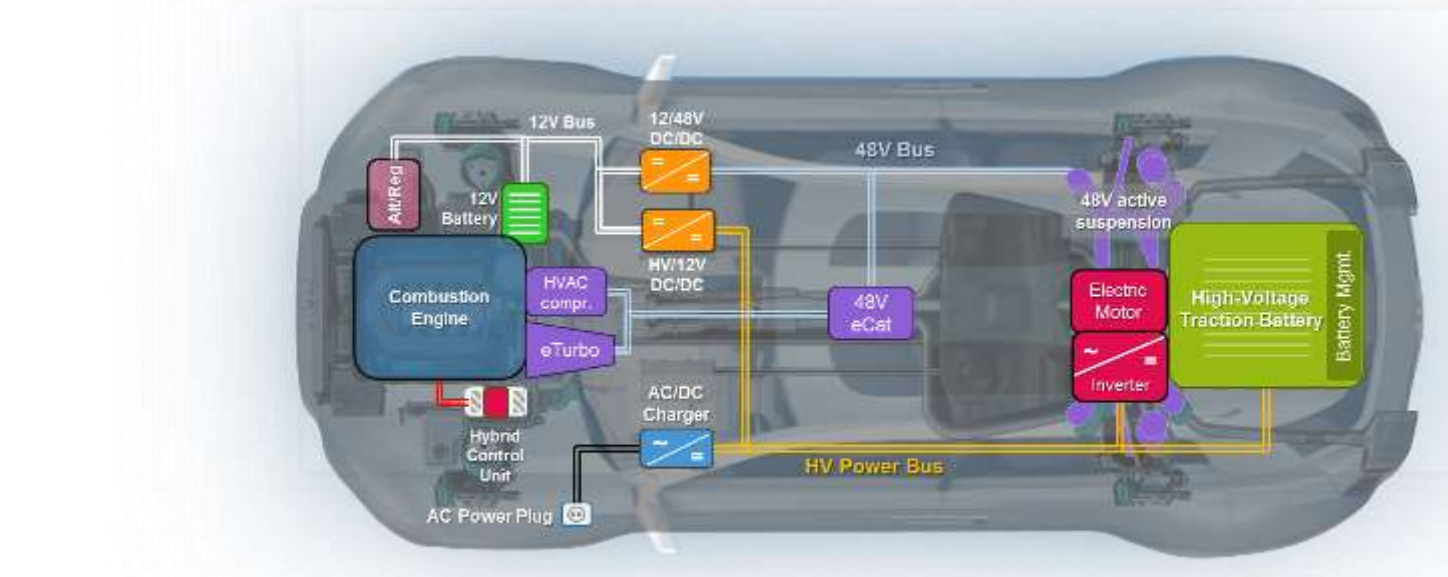 12V Bus
12/48V
DC/DC
48V Bus
Alt/Reg
12V
Battery
48V active
suspension
HV/12V
DC/DC
HVAC
compr.
Combustion
Engine
48V
eCat
Electric
Motor
High-Voltage
Traction Battery
Battery Mgmt.
eTurbo
Inverter
AC/DC
Charger
Hybrid
Control
Unit
HV Power Bus
AC Power Plug